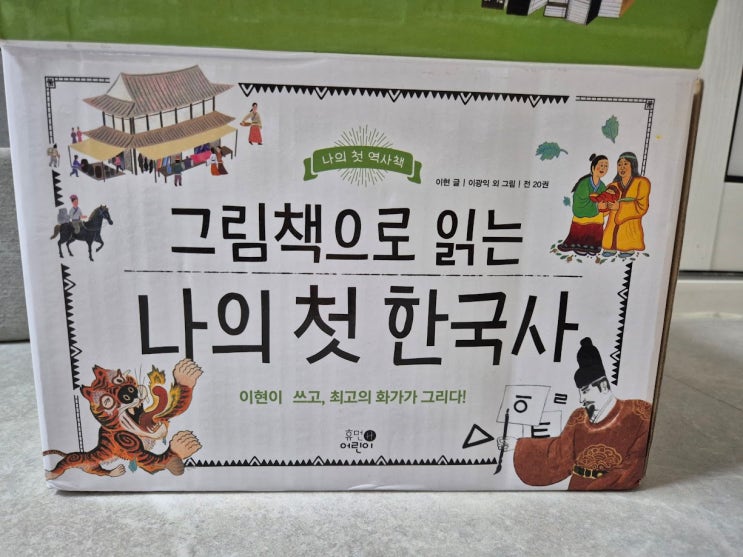 나의 첫 역사책
이현 글 | 이광익 외 그림 | 전 20권
그림책으로 읽는
나의 첫 한국사
이현이 쓰고, 최고의 화가가 그리다!
ㅎ ㄹ
휴먼
어린이